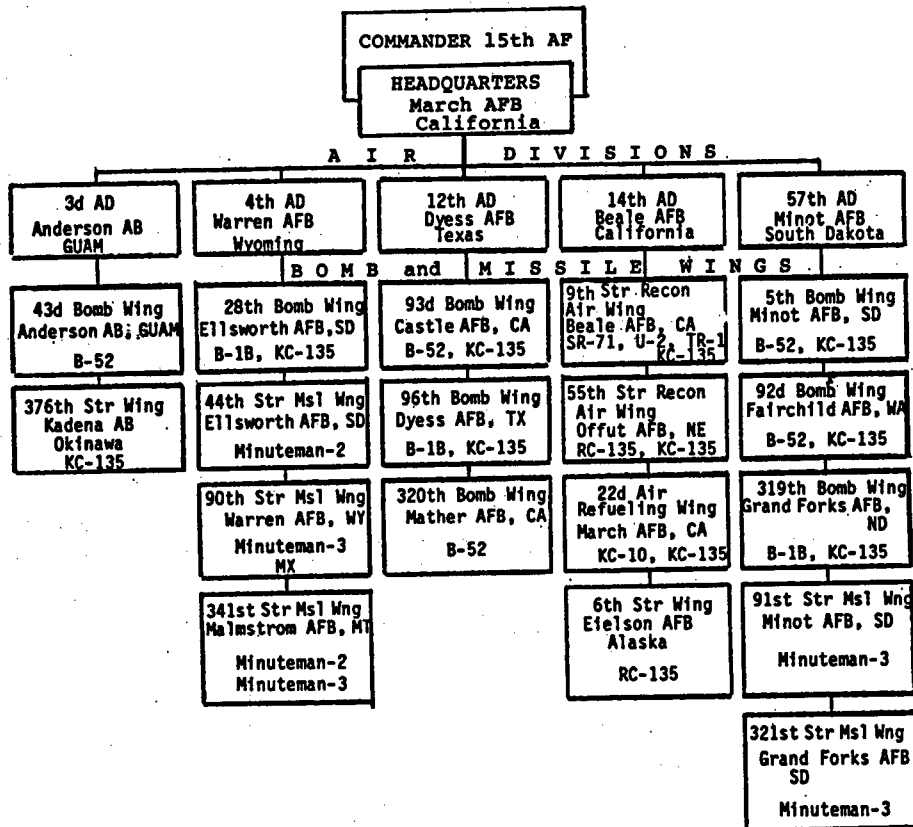 COMMANDER 15th AF
HEADQUARTERS
March AFB
California
A I R D I V I S I O N S
3d AD
Anderson AB
GUAM
4th AD
Warren AFB
Wyoming
12th AD
Dyess AFB
Texas
14th AD
Beale AFB
California
57th AD
Minot AFB
South Dakota
B O M B and M I S S I L E W I N G S
43d Bomb Wing
Anderson AB, GUAM
B-52
376th Str Wing
Kadena AB
Okinawa
KC-135
28th Bomb Wing
Ellsworth AFB,SD
B-1B, KC-135
44th Str Msl Wng
Ellsworth AFB, SD
Minuteman-2
90th Str Msl Wng
Warren AFB, WY
Minuteman-3
MX
341st Str Msl Wng
Malmstrom AFB, MT
Minuteman-2
Minuteman-3
93d Bomb Wing
Castle AFB, CA
B-52, KC-135
96th Bomb Wing
Dyess AFB, TX
B-1B, KC-135
320th Bomb Wing
Mather AFB, CA
B-52
9th Str Recon
Air Wing
Beale AFB, CA
SR-71, U-2, TR-1
KC-135
55th Str Recon
Air Wing
Offut AFB, NE
RC-135, KC-135
22d Air
Refueling Wing
March AFB, CA
KC-10, KC-135
6th Str Wing
Eielson AFB
Alaska
RC-135
5th Bomb Wing
Minot AFB, SD
B-52, KC-135
92d Bomb Wing
Fairchild AFB, WA
B-52, KC-135
319th Bomb Wing
Grand Forks AFB,
ND
B-1B, KC-135
91st Str Msl Wng
Minot AFB, SD
Minuteman-3
321st Str Msl Wng
Grand Forks AFB
SD
Minuteman-3